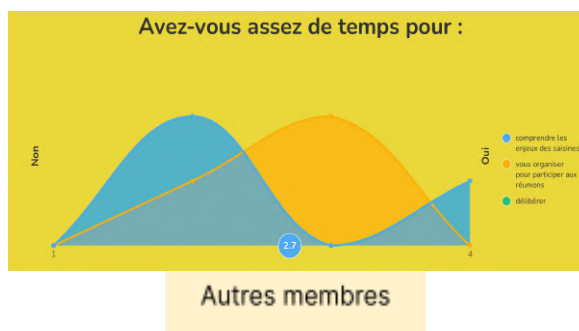 Avez-vous assez de temps pour :
Non
Oui
comprendre les
enjeux des saisines
vous organiser
pour participer aux
réunions
délibérer
2.7
1
4
Autres membres